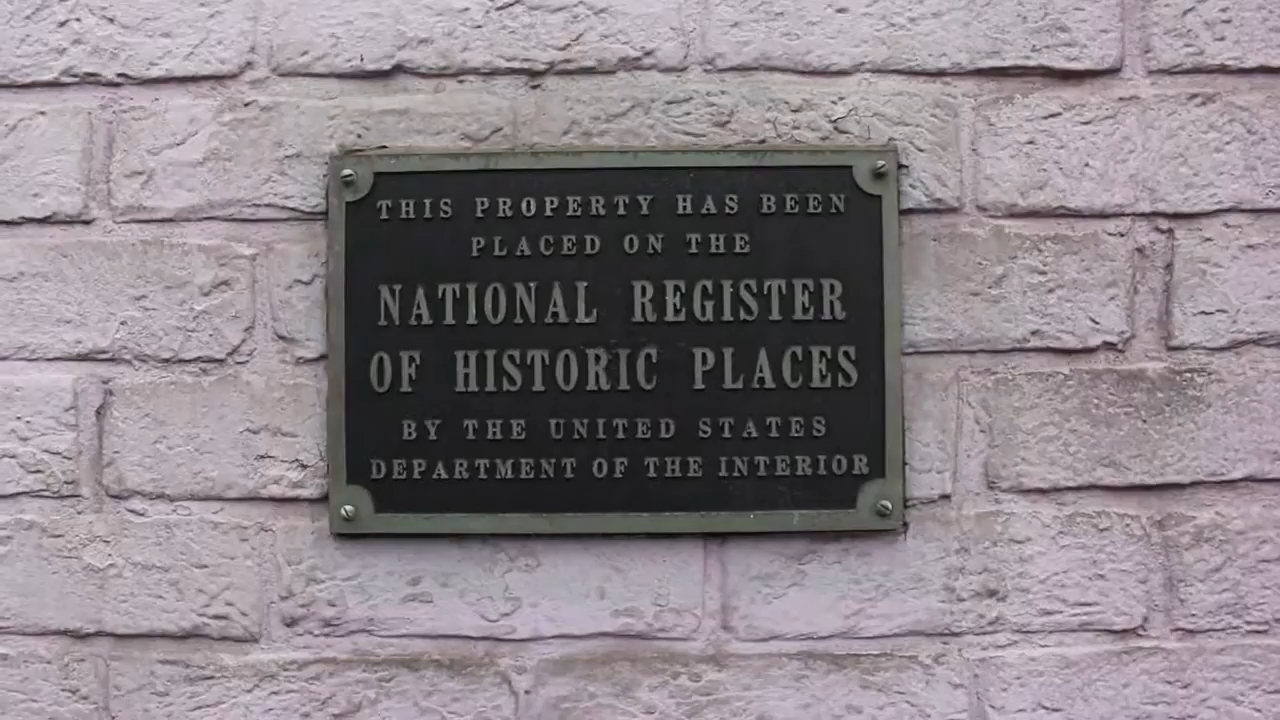 THIS PROPERTY HAS BEEN
PLACED ON THE
NATIONAL REGISTER
OF HISTORIC PLACES
BY THE UNITED STATES
DEPARTMENT OF THE INTERIOR